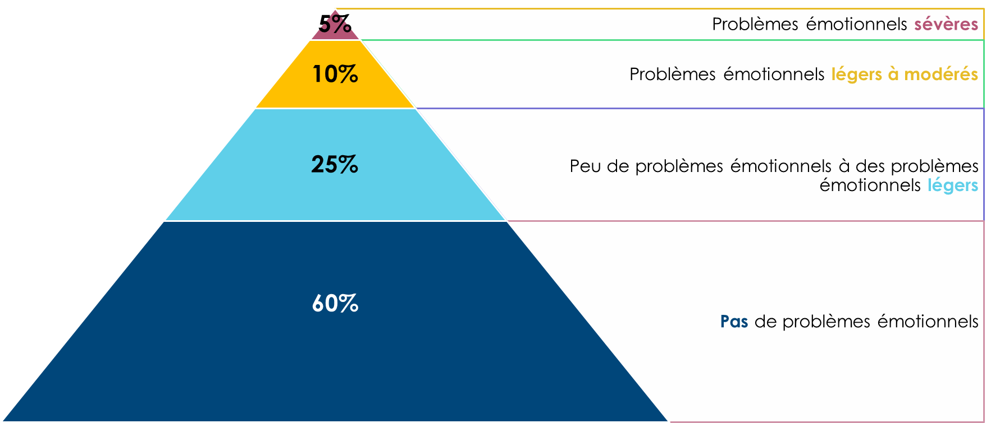 5%
Problèmes émotionnels sévères
10%
Problèmes émotionnels légers à modérés
25%
Peu de problèmes émotionnels à des problèmes
émotionnels légers
60%
Pas de problèmes émotionnels